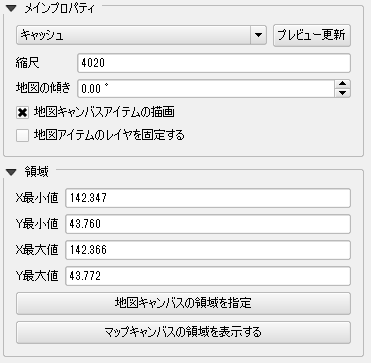 メインプロパティ
キャッシュ プレビュー更新
縮尺 4020
地図の傾き 0.00 °
地図キャンバスアイテムの描画
地図アイテムのレイヤを固定する
領域
X最小値 142.347
Y最小値 43.760
X最大値 142.366
Y最大値 43.772
地図キャンバスの領域を指定
マップキャンバスの領域を表示する